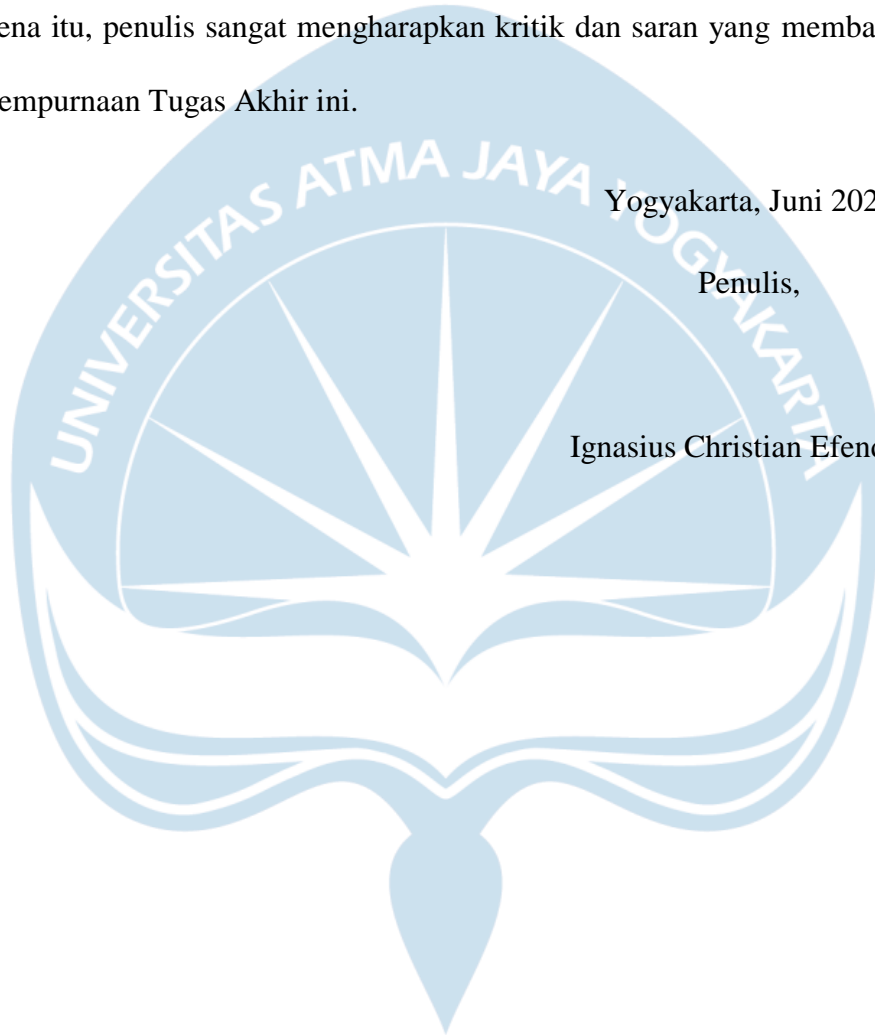 ena itu, penulis sangat mengharapkan kritik dan saran yang memba
empurnaan Tugas Akhir ini.
UNIVERSITAS ATMA JAYA YOGYAKARTA
Yogyakarta, Juni 202
Penulis,
Ignasius Christian Efend